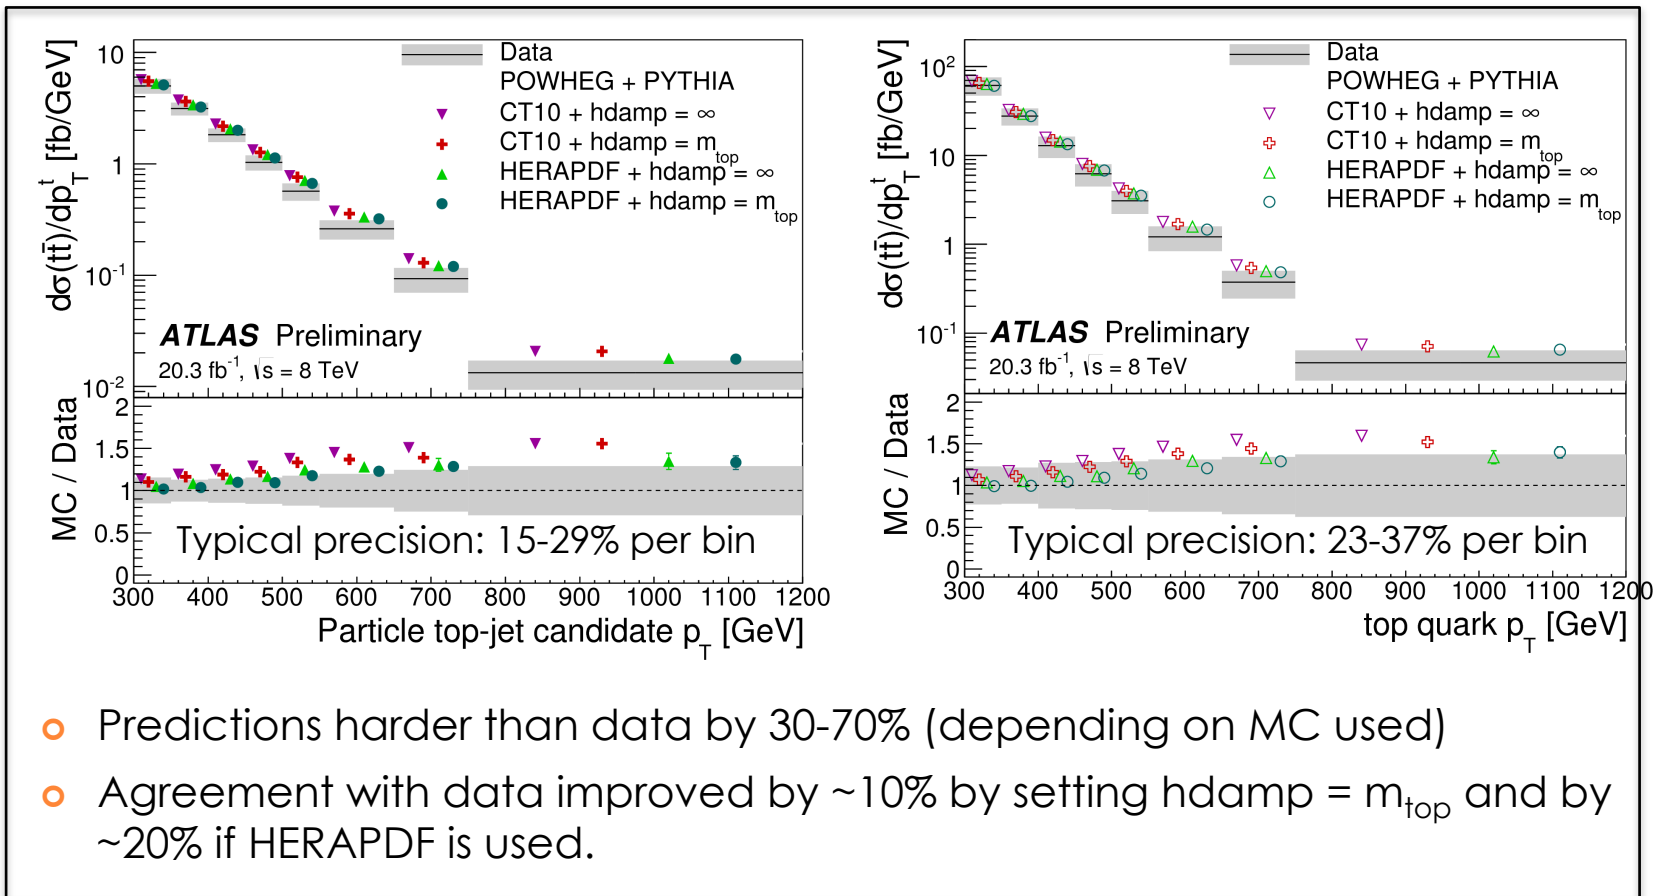 dσ(tt̄)/dp_T^t [fb/GeV]
10
1
10^-1
10^-2
Data
POWHEG + PYTHIA
CT10 + hdamp = ∞
CT10 + hdamp = m_top
HERAPDF + hdamp = ∞
HERAPDF + hdamp = m_top
ATLAS Preliminary
20.3 fb^-1, √s = 8 TeV
MC / Data
2
1.5
1
0.5
0
Typical precision: 15-29% per bin
300 400 500 600 700 800 900 1000 1100 1200
Particle top-jet candidate p_T [GeV]
dσ(tt̄)/dp_T^t [fb/GeV]
10^2
10
1
10^-1
Data
POWHEG + PYTHIA
CT10 + hdamp = ∞
CT10 + hdamp = m_top
HERAPDF + hdamp = ∞
HERAPDF + hdamp = m_top
ATLAS Preliminary
20.3 fb^-1, √s = 8 TeV
MC / Data
2
1.5
1
0.5
0
Typical precision: 23-37% per bin
300 400 500 600 700 800 900 1000 1100 1200
top quark p_T [GeV]
Predictions harder than data by 30-70% (depending on MC used)
Agreement with data improved by ~10% by setting hdamp = m_top and by
~20% if HERAPDF is used.